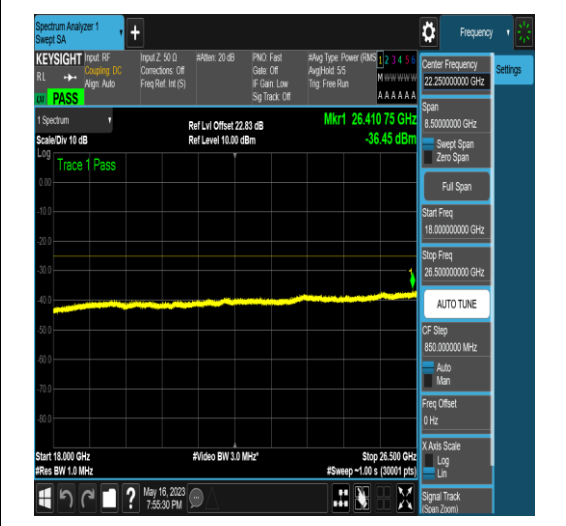 Spectrum Analyzer 1
Swept SA
+
Frequency
KEYSIGHT
RL
PASS
Input: RF
Coupling: DC
Align: Auto
Input Z: 50 Ω
Corrections: Off
Freq Ref: Int (S)
#Atten: 20 dB
PNO: Fast
Gate: Off
IF Gain: Low
Sig Track: Off
#Avg Type: Power (RMS
Avg|Hold: 5/5
Trig: Free Run
1 2 3 4 5 6
M W W W W W
A A A A A A
Center Frequency
22.250000000 GHz
Settings
Span
8.50000000 GHz
Swept Span
Zero Span
Full Span
Start Freq
18.000000000 GHz
Stop Freq
26.500000000 GHz
AUTO TUNE
CF Step
850.000000 MHz
Auto
Man
Freq Offset
0 Hz
X Axis Scale
Log
Lin
Signal Track
(Span Zoom)
1 Spectrum
Scale/Div 10 dB
Ref Lvl Offset 22.83 dB
Ref Level 10.00 dBm
Mkr1 26.410 75 GHz
-36.45 dBm
Log
Trace 1 Pass
0.00
-10.0
-20.0
-30.0
-40.0
-50.0
-60.0
-70.0
-80.0
1
Start 18.000 GHz
#Res BW 1.0 MHz
#Video BW 3.0 MHz*
Stop 26.500 GHz
#Sweep ~1.00 s (30001 pts)
?
May 16, 2023
7:55:30 PM